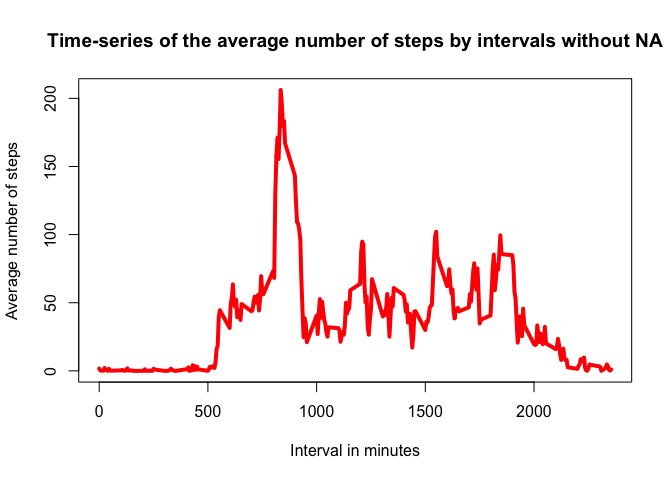 Time-series of the average number of steps by intervals without NA
Average number of steps
200
150
100
50
0
0 500 1000 1500 2000
Interval in minutes